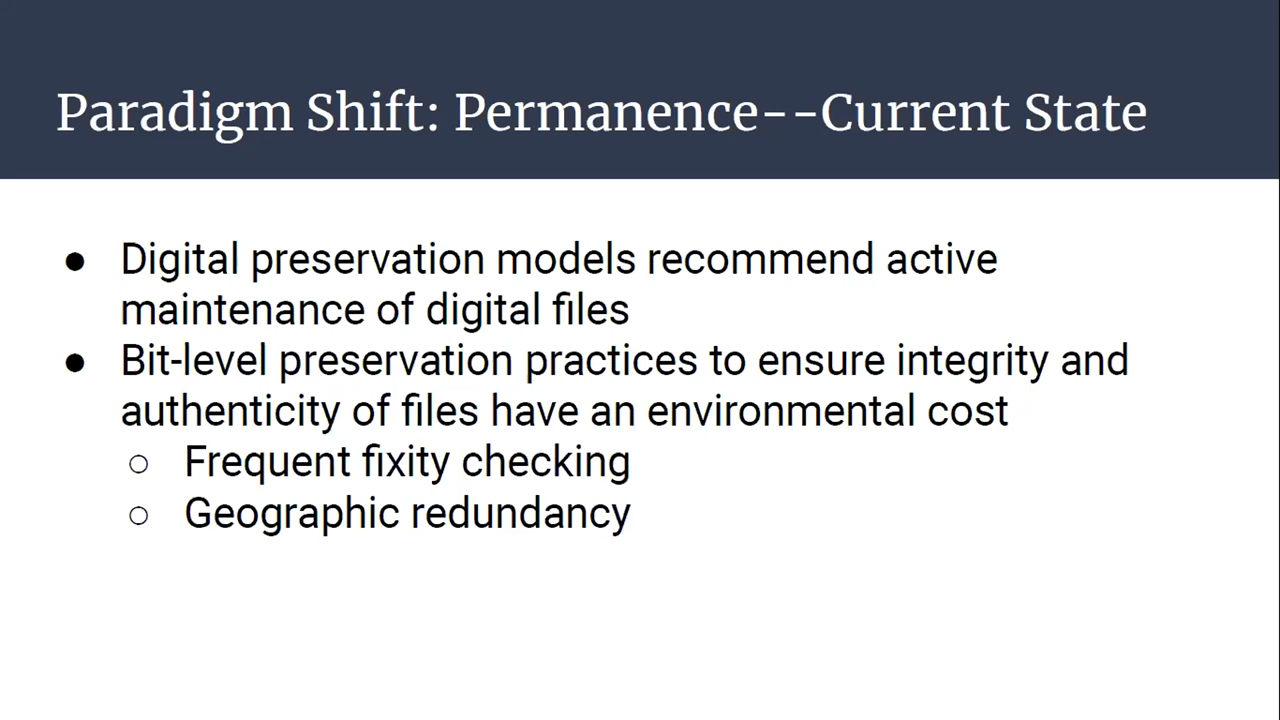 Paradigm Shift: Permanence--Current State
● Digital preservation models recommend active
maintenance of digital files
● Bit-level preservation practices to ensure integrity and
authenticity of files have an environmental cost
○ Frequent fixity checking
○ Geographic redundancy